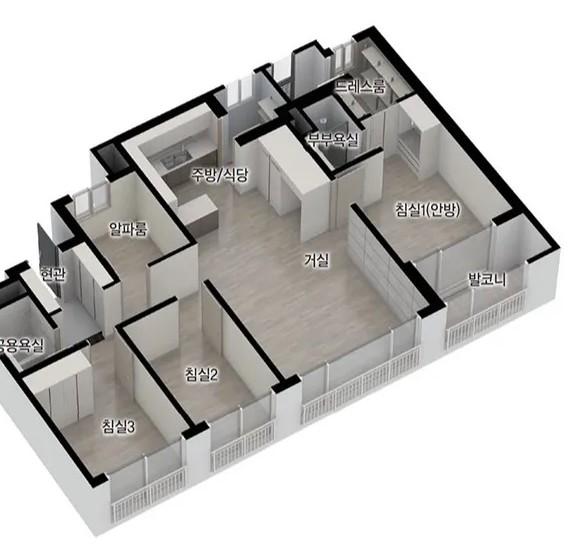 드레스룸
부부욕실
주방/식당
침실1(안방)
알파룸
거실
현관
발코니
공용욕실
침실2
침실3